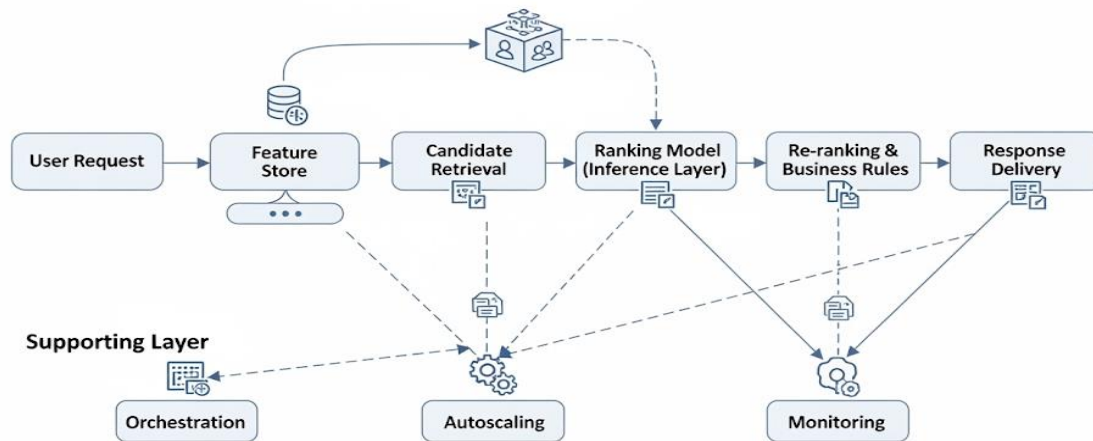 User Request
Feature
Store
Candidate
Retrieval
Ranking Model
(Inference Layer)
Re-ranking &
Business Rules
Response
Delivery
Supporting Layer
Orchestration
Autoscaling
Monitoring